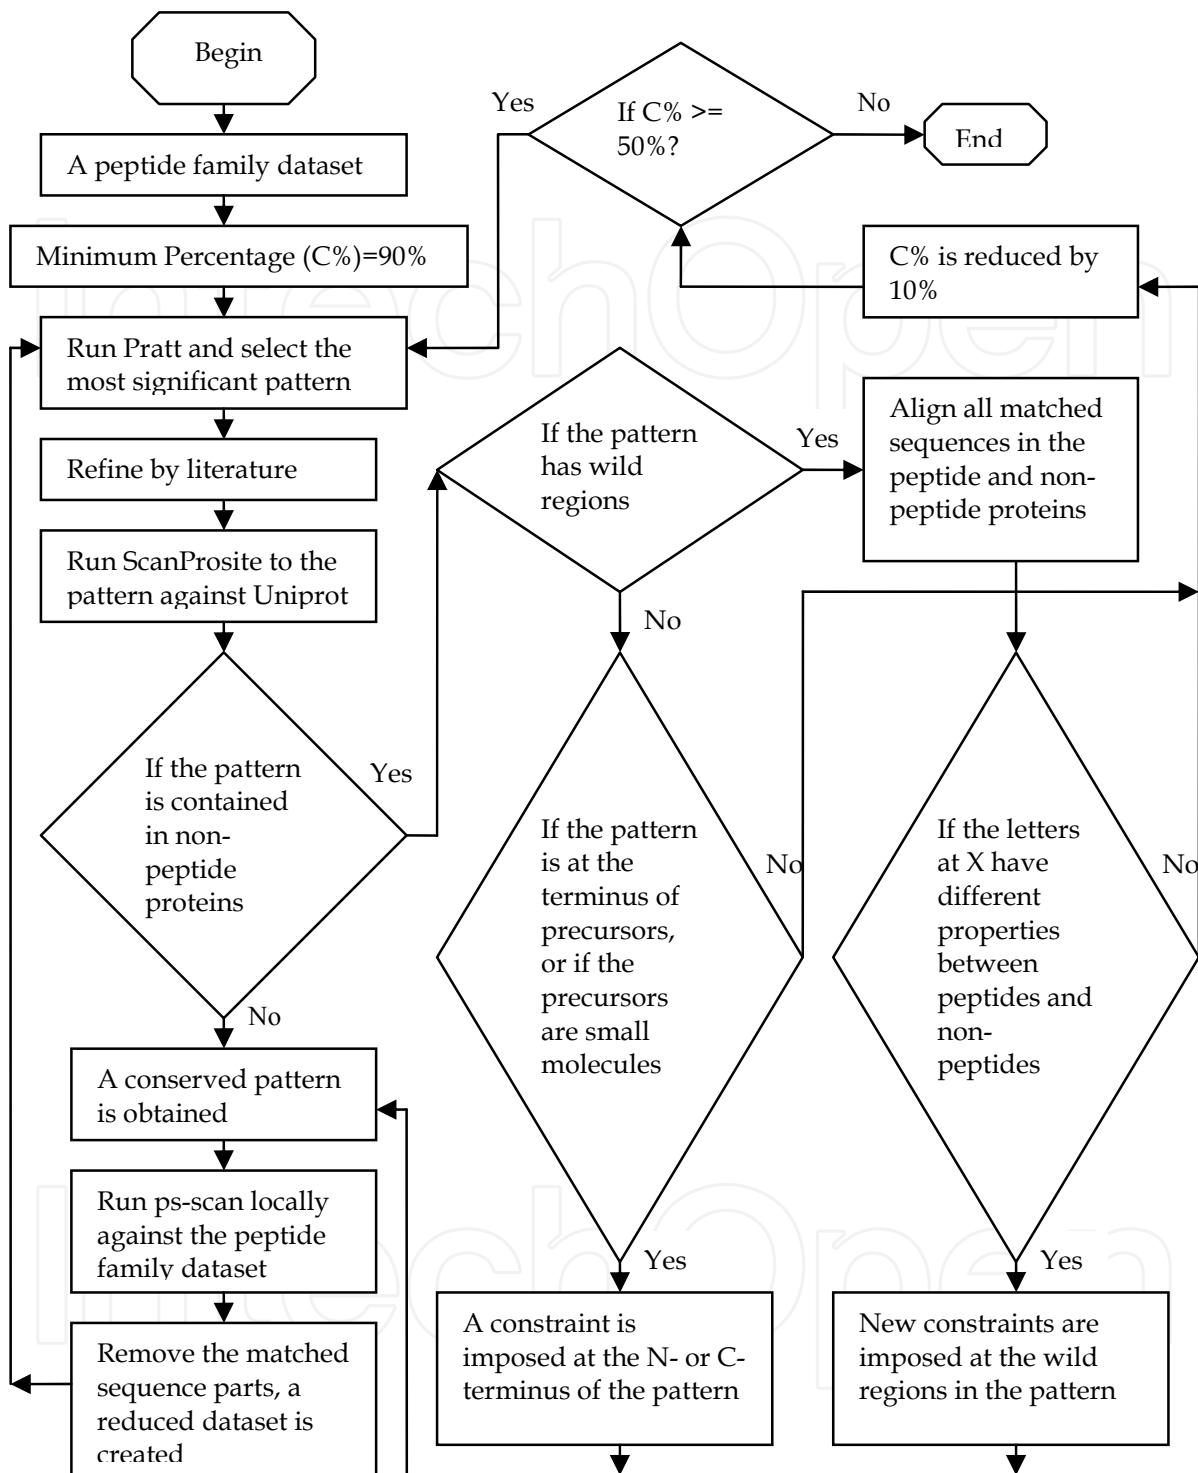 Begin
A peptide family dataset
Minimum Percentage (C%)=90%
Run Pratt and select the
most significant pattern
Refine by literature
Run ScanProsite to the
pattern against Uniprot
If the pattern
is contained
in non-
peptide
proteins
Yes
No
A conserved pattern
is obtained
Run ps-scan locally
against the peptide
family dataset
Remove the matched
sequence parts, a
reduced dataset is
created
Yes
If C% >=
50%?
No
End
C% is reduced by
10%
If the pattern
has wild
regions
Yes
No
Align all matched
sequences in the
peptide and non-
peptide proteins
If the pattern
is at the
terminus of
precursors,
or if the
precursors
are small
molecules
No
Yes
A constraint is
imposed at the N- or C-
terminus of the pattern
If the letters
at X have
different
properties
between
peptides and
non-
peptides
No
Yes
New constraints are
imposed at the wild
regions in the pattern
IntechOpen
IntechOpen